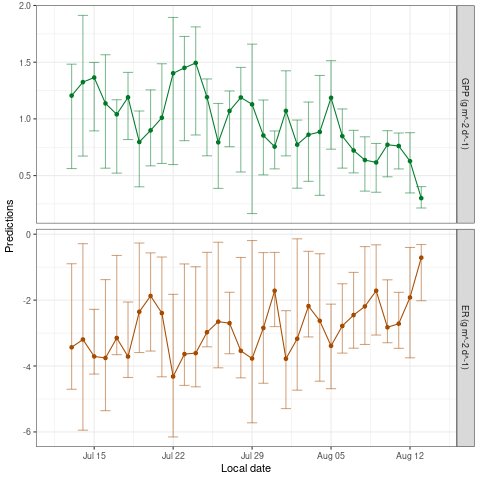 2.0
1.5
1.0
0.5
GPP (g m^-2 d^-1)
Predictions
0
-2
-4
-6
ER (g m^-2 d^-1)
Jul 15
Jul 22
Jul 29
Aug 05
Aug 12
Local date